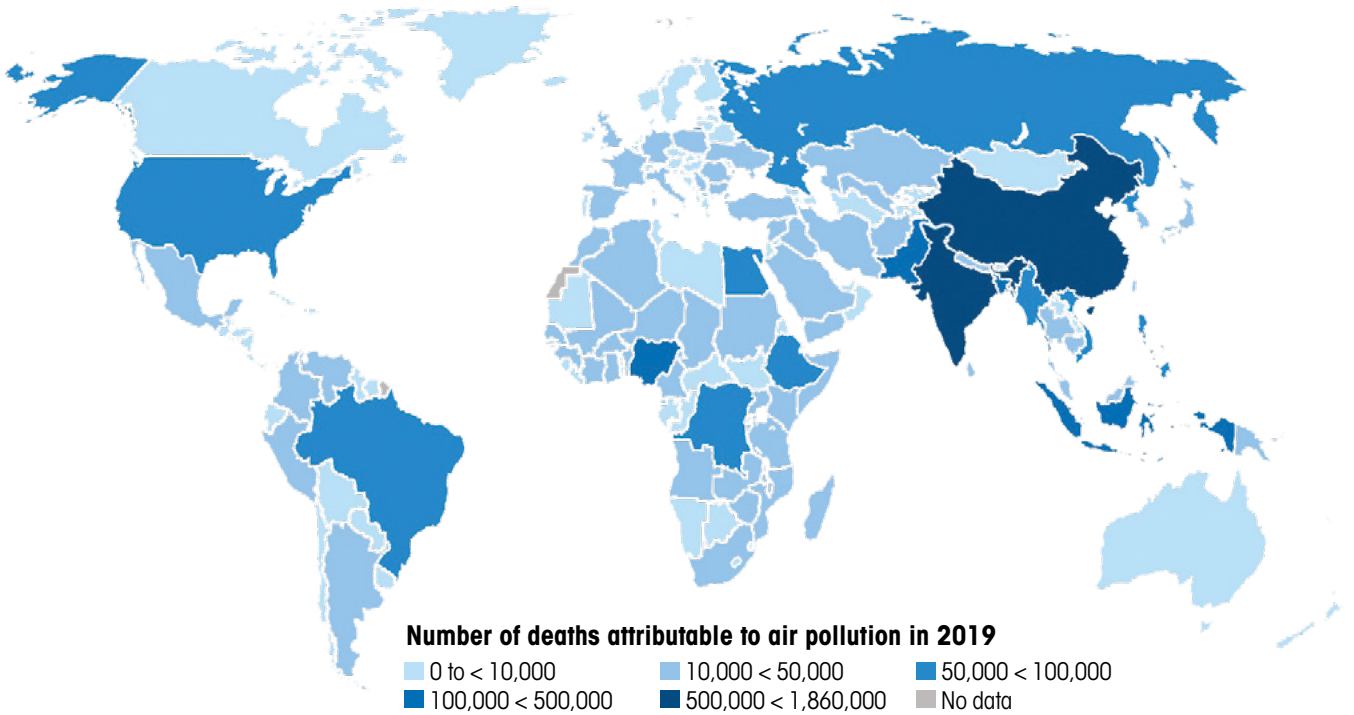 Number of deaths attributable to air pollution in 2019
0 to < 10,000 10,000 < 50,000 50,000 < 100,000
100,000 < 500,000 500,000 < 1,860,000 No data